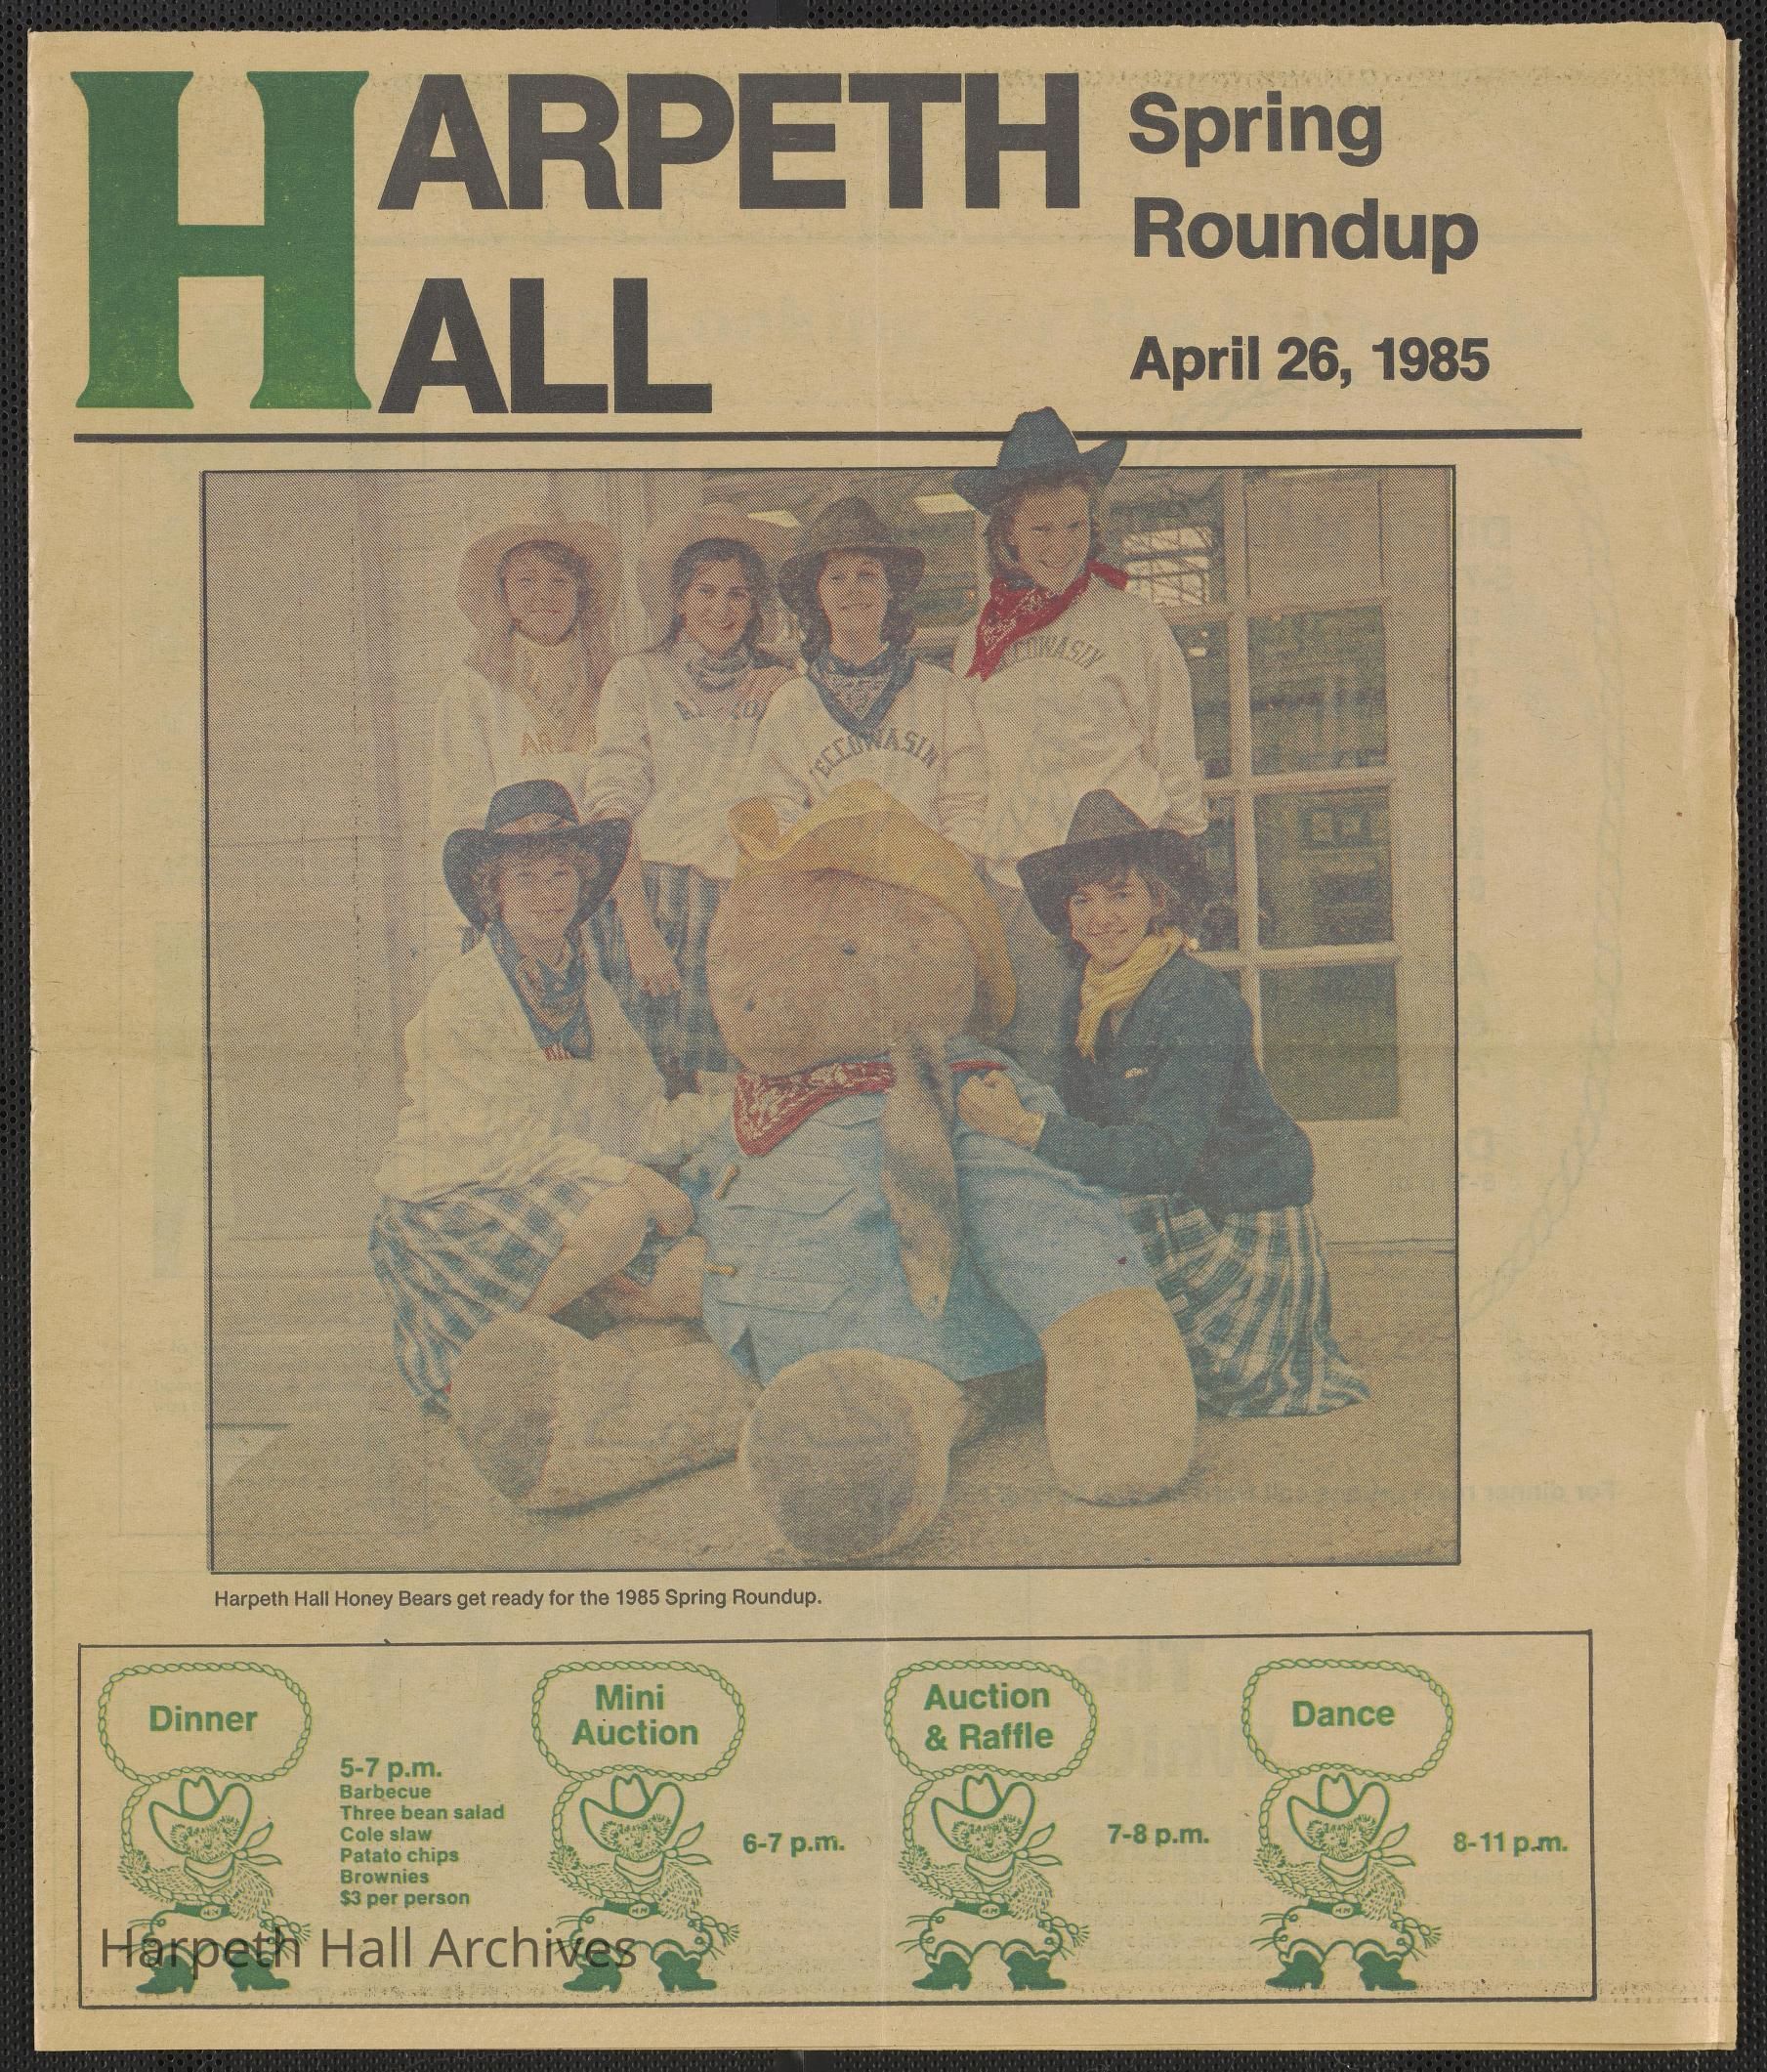 HARPETH
HALL
Spring
Roundup
April 26, 1985
ECCOWASIN
Harpeth Hall Honey Bears get ready for the 1985 Spring Roundup.
Dinner
5-7 p.m.
Barbecue
Three bean salad
Cole slaw
Patato chips
Brownies
$3 per person
Mini
Auction
6-7 p.m.
Auction
& Raffle
7-8 p.m.
Dance
8-11 p.m.
Harpeth Hall Archives